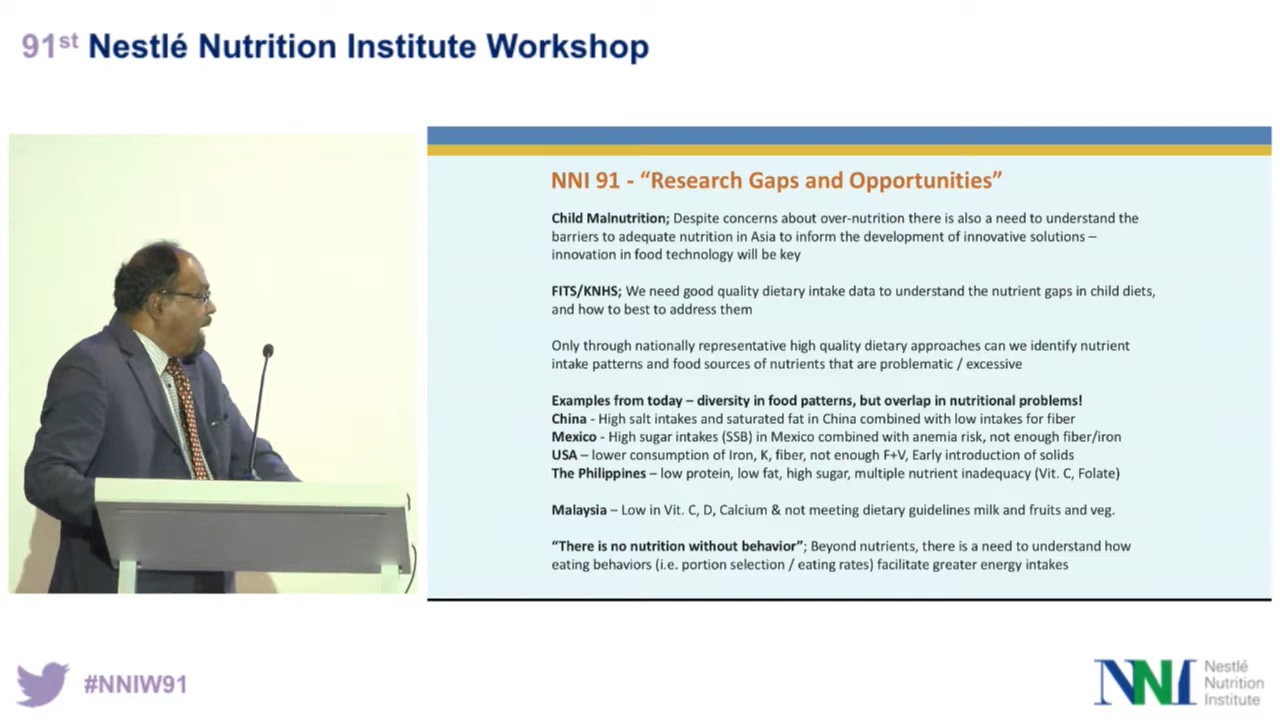 91st Nestlé Nutrition Institute Workshop
NNI 91 - “Research Gaps and Opportunities”
Child Malnutrition; Despite concerns about over-nutrition there is also a need to understand the
barriers to adequate nutrition in Asia to inform the development of innovative solutions –
innovation in food technology will be key
FITS/KNHS; We need good quality dietary intake data to understand the nutrient gaps in child diets,
and how to best to address them
Only through nationally representative high quality dietary approaches can we identify nutrient
intake patterns and food sources of nutrients that are problematic / excessive
Examples from today – diversity in food patterns, but overlap in nutritional problems!
China - High salt intakes and saturated fat in China combined with low intakes for fiber
Mexico - High sugar intakes (SSB) in Mexico combined with anemia risk, not enough fiber/iron
USA – lower consumption of Iron, K, fiber, not enough F+V, Early introduction of solids
The Philippines – low protein, low fat, high sugar, multiple nutrient inadequacy (Vit. C, Folate)
Malaysia – Low in Vit. C, D, Calcium & not meeting dietary guidelines milk and fruits and veg.
“There is no nutrition without behavior”; Beyond nutrients, there is a need to understand how
eating behaviors (i.e. portion selection / eating rates) facilitate greater energy intakes
#NNIW91
NNI
Nestlé
Nutrition
Institute